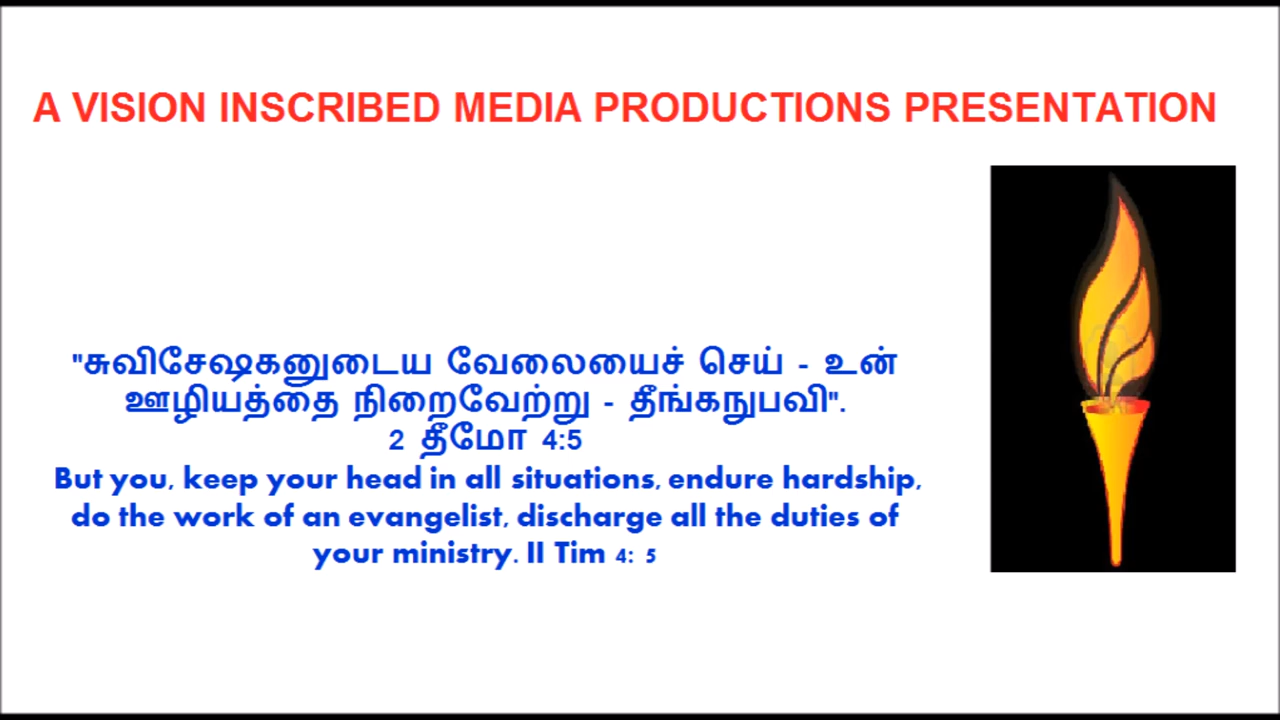 A VISION INSCRIBED MEDIA PRODUCTIONS PRESENTATION
"சுவிசேஷகனுடைய வேலையைச் செய் - உன்
ஊழியத்தை நிறைவேற்று - தீங்கநுபவி".
2 தீமோ 4:5
But you, keep your head in all situations, endure hardship,
do the work of an evangelist, discharge all the duties of
your ministry. II Tim 4: 5